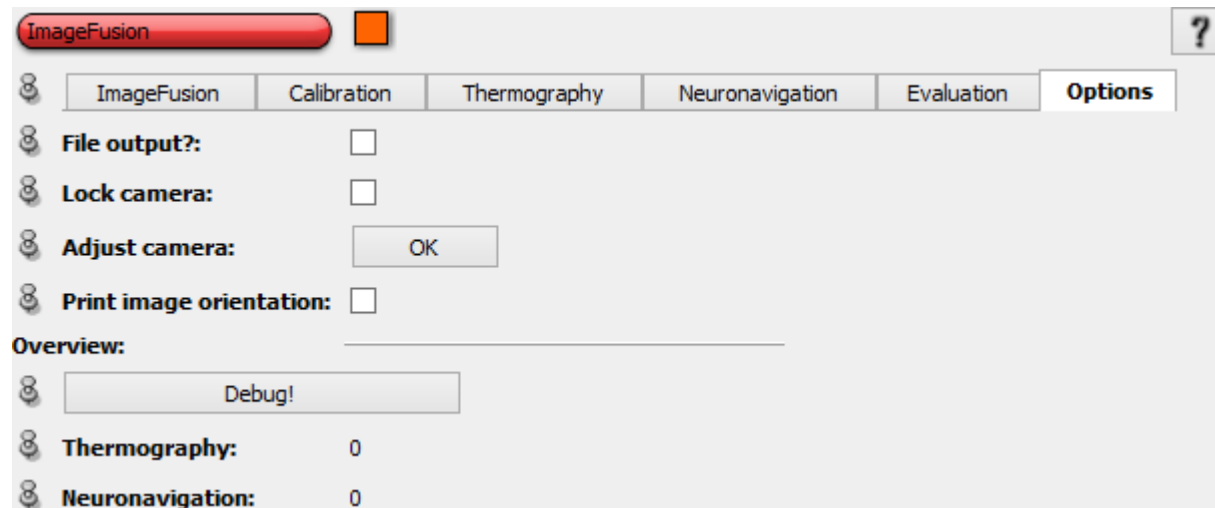 ImageFusion
?
ImageFusion Calibration Thermography Neuronavigation Evaluation Options
File output?:
Lock camera:
Adjust camera: OK
Print image orientation:
Overview:
Debug!
Thermography: 0
Neuronavigation: 0